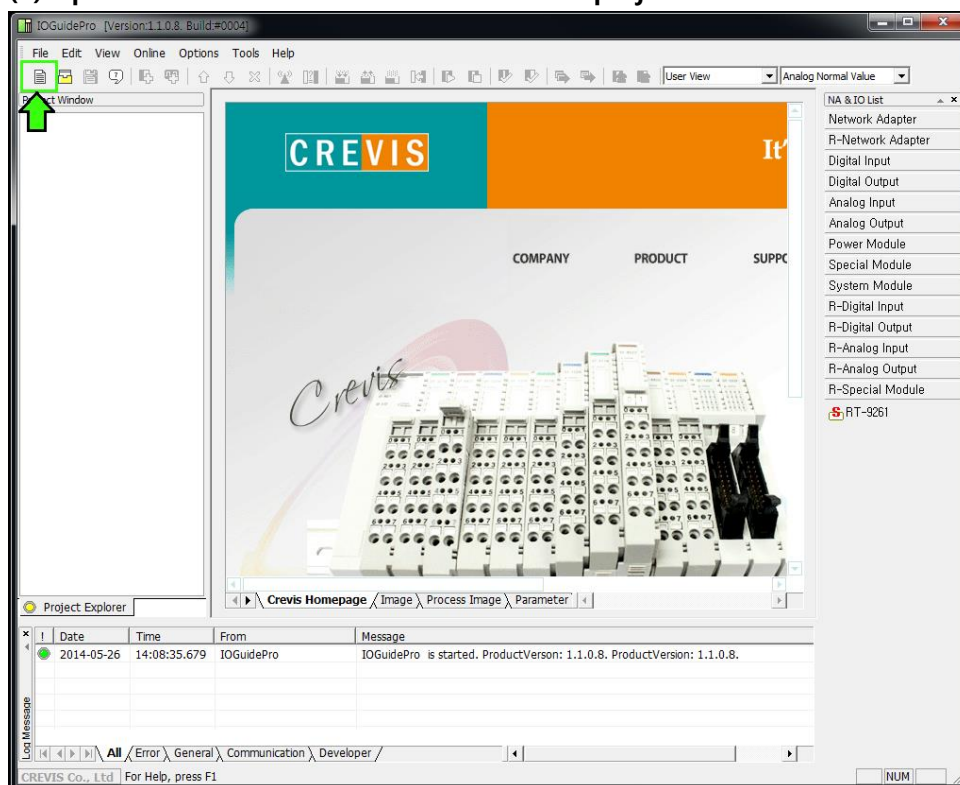 IOGuidePro [Version:1.1.0.8. Build:#0004]
File Edit View Online Options Tools Help
User View
Analog Normal Value
Window
NA & IO List
Network Adapter
R-Network Adapter
Digital Input
Digital Output
Analog Input
Analog Output
Power Module
Special Module
System Module
R-Digital Input
R-Digital Output
R-Analog Input
R-Analog Output
R-Special Module
RT-9261
CREVIS
It'
COMPANY PRODUCT SUPPO
Crevis
Crevis Homepage Image Process Image Parameter
Project Explorer
! Date Time From Message
2014-05-26 14:08:35.679 IOGuidePro IOGuidePro is started. ProductVerson: 1.1.0.8. ProductVersion: 1.1.0.8.
Log Message
All Error General Communication Developer
CREVIS Co., Ltd For Help, press F1 NUM